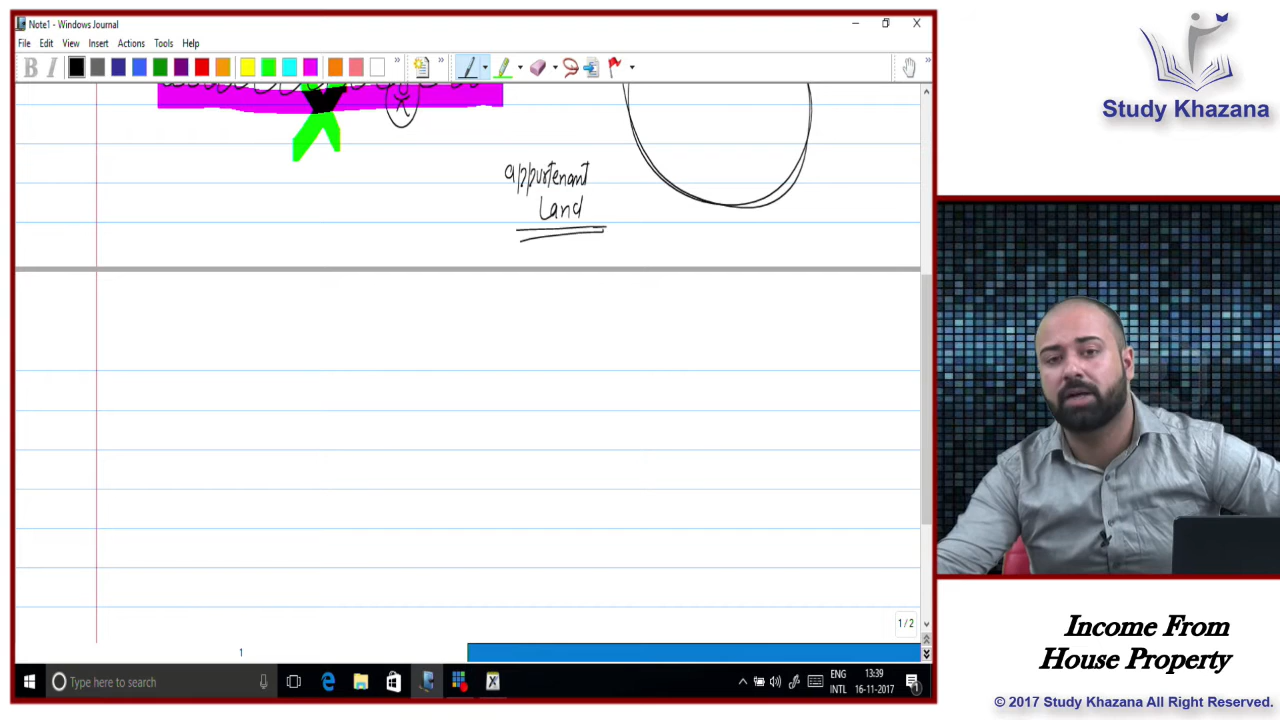 Note1 - Windows Journal
File Edit View Insert Actions Tools Help
B I
appurtenant
Land
1 / 2
1
Type here to search
ENG
INTL
13:39
16-11-2017
1
Study Khazana
Income From
House Property
© 2017 Study Khazana All Right Reserved.